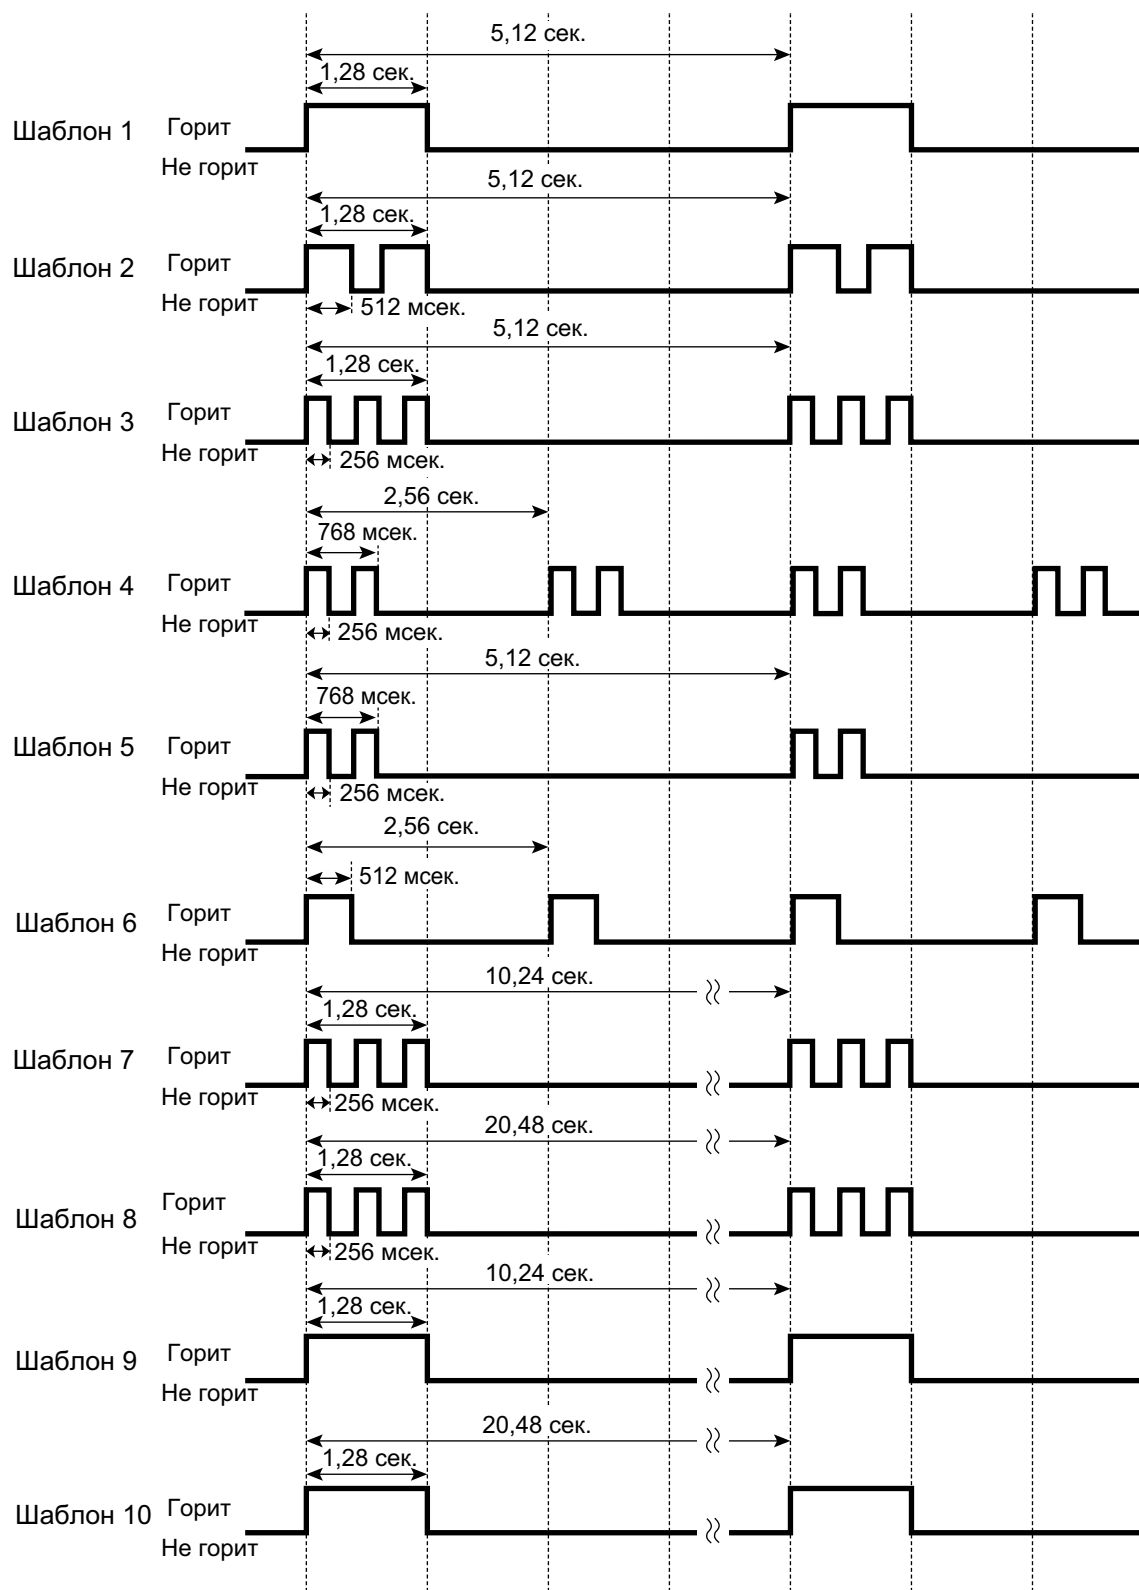 5,12 сек.
1,28 сек.
Шаблон 1
Горит
Не горит
5,12 сек.
1,28 сек.
Шаблон 2
Горит
Не горит
512 мсек.
5,12 сек.
1,28 сек.
Шаблон 3
Горит
Не горит
256 мсек.
2,56 сек.
768 мсек.
Шаблон 4
Горит
Не горит
256 мсек.
5,12 сек.
768 мсек.
Шаблон 5
Горит
Не горит
256 мсек.
2,56 сек.
512 мсек.
Шаблон 6
Горит
Не горит
10,24 сек.
1,28 сек.
Шаблон 7
Горит
Не горит
256 мсек.
20,48 сек.
1,28 сек.
Шаблон 8
Горит
Не горит
256 мсек.
10,24 сек.
1,28 сек.
Шаблон 9
Горит
Не горит
20,48 сек.
1,28 сек.
Шаблон 10
Горит
Не горит